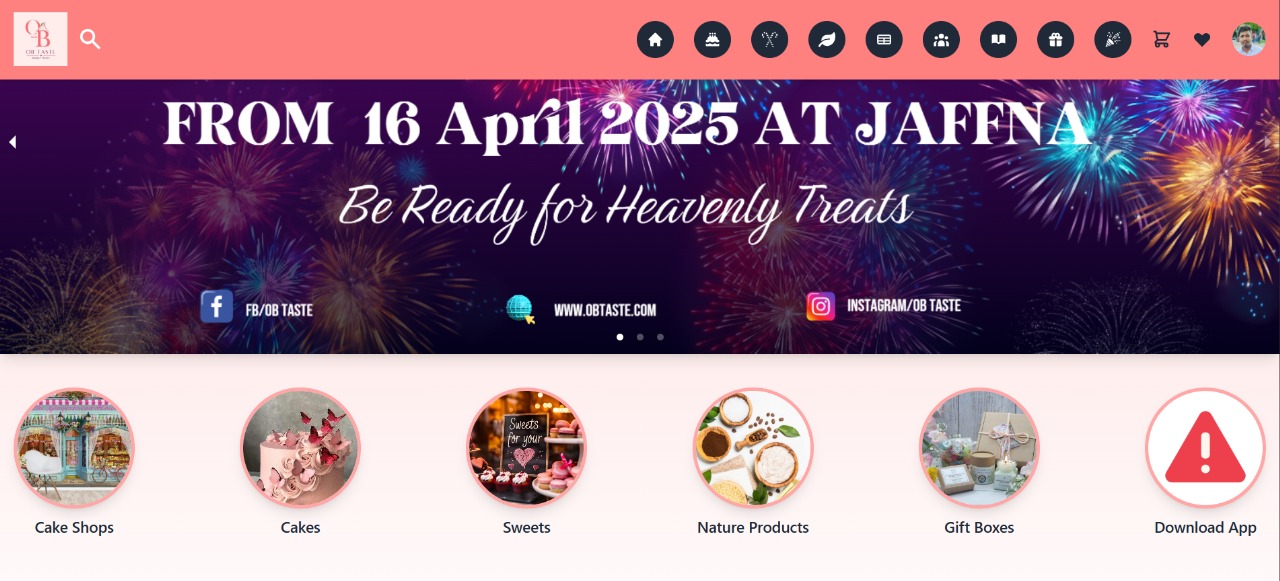 OB
OB TASTE
FROM 16 April 2025 AT JAFFNA
Be Ready for Heavenly Treats
FB/OB TASTE
WWW.OBTASTE.COM
INSTAGRAM/OB TASTE
Sweets
for your
Cake Shops
Cakes
Sweets
Nature Products
Gift Boxes
Download App